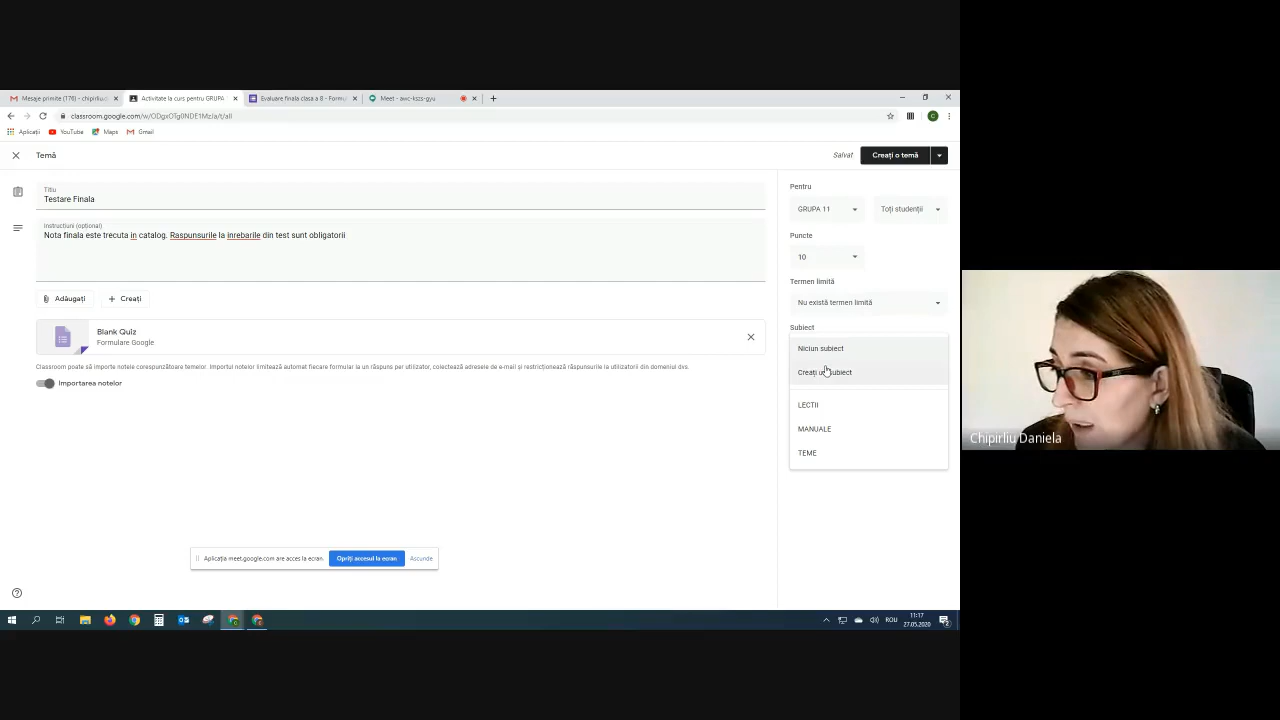 Mesaje primite (176) - chipirliu.d
Activitate la curs pentru GRUPA
Evaluare finala clasa a 8 - Formul
Meet - awc-kszs-gyu
classroom.google.com/w/ODgxOTg0NDE1MzJa/t/all
C
Aplicații
YouTube
Maps
Gmail
Temă
Salvat
Creați o temă
Titlu
Testare Finala
Instrucțiuni (opțional)
Nota finala este trecuta in catalog. Raspunsurile la inrebarile din test sunt obligatorii
Adăugați
Creați
Blank Quiz
Formulare Google
Classroom poate să importe notele corespunzătoare temelor. Importul notelor limitează automat fiecare formular la un răspuns per utilizator, colectează adresele de e-mail și restricționează răspunsurile la utilizatorii din domeniul dvs.
Importarea notelor
Pentru
GRUPA 11
Toți studenții
Puncte
10
Termen limită
Nu există termen limită
Subiect
Niciun subiect
Creați un subiect
LECTII
MANUALE
TEME
Aplicația meet.google.com are acces la ecran.
Opriți accesul la ecran
Ascunde
Chipirliu Daniela
ROU
11:17
27.05.2020